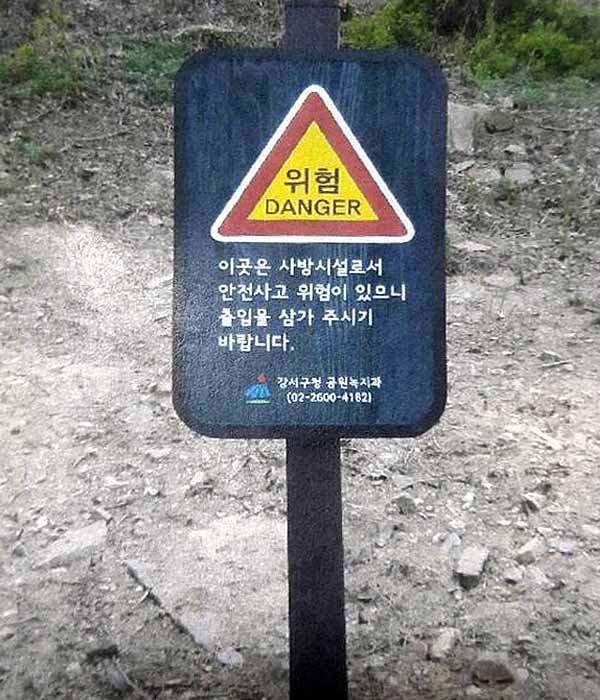 위험
DANGER
이곳은 사방시설로서
안전사고 위험이 있으니
출입을 삼가 주시기
바랍니다.
강서구청 공원녹지과
(02-2600-4182)